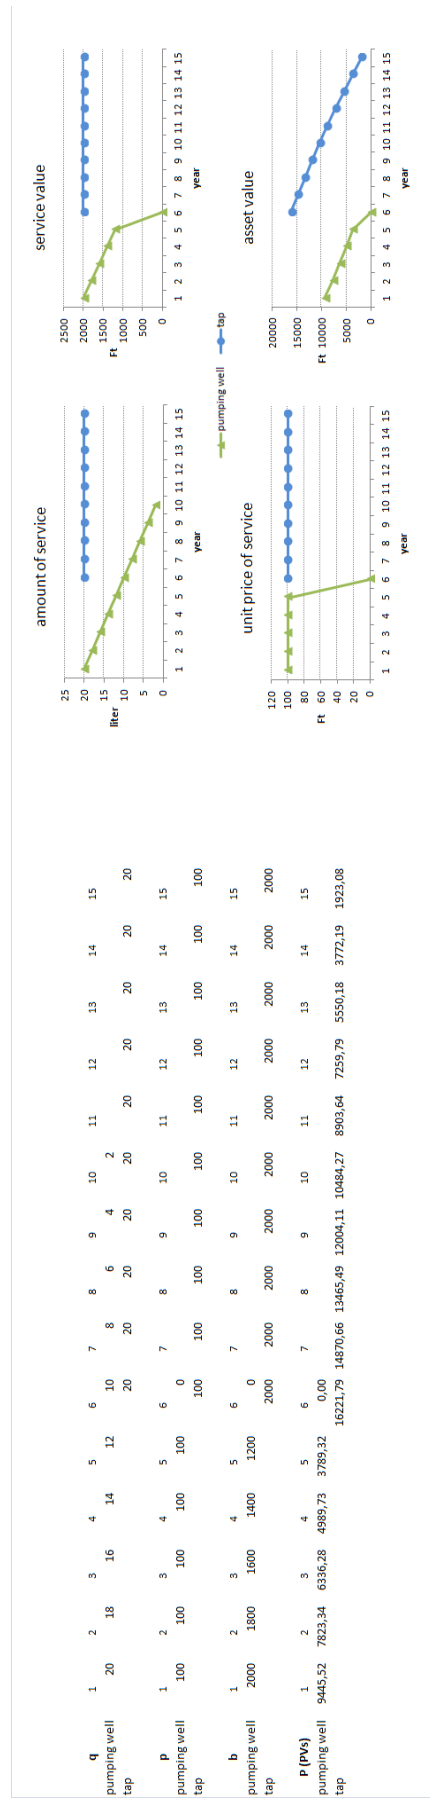 q 1 2 3 4 5 6 7 8 9 10 11 12 13 14 15
pumping well 20 18 16 14 12 10 8 6 4 2
tap 20 20 20 20 20 20 20 20 20 20
p 1 2 3 4 5 6 7 8 9 10 11 12 13 14 15
pumping well 100 100 100 100 100 0
tap 100 100 100 100 100 100 100 100 100 100
b 1 2 3 4 5 6 7 8 9 10 11 12 13 14 15
pumping well 2000 1800 1600 1400 1200 0
tap 2000 2000 2000 2000 2000 2000 2000 2000 2000 2000
P (PVs) 1 2 3 4 5 6 7 8 9 10 11 12 13 14 15
pumping well 9445,52 7823,34 6336,28 4989,73 3789,32 0,00
tap 16221,79 14870,66 13465,49 12004,11 10484,27 8903,64 7259,79 5550,18 3772,19 1923,08
amount of service
25
20
15
10
5
0
liter
1 2 3 4 5 6 7 8 9 10 11 12 13 14 15
year
service value
2500
2000
1500
1000
500
0
Ft
1 2 3 4 5 6 7 8 9 10 11 12 13 14 15
year
pumping well tap
unit price of service
120
100
80
60
40
20
0
Ft
1 2 3 4 5 6 7 8 9 10 11 12 13 14 15
year
asset value
20000
15000
10000
5000
0
Ft
1 2 3 4 5 6 7 8 9 10 11 12 13 14 15
year